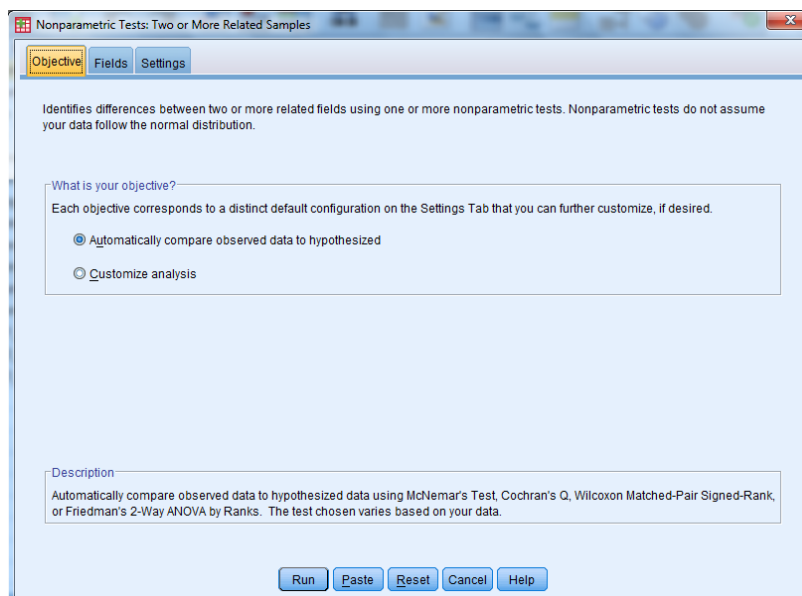 Nonparametric Tests: Two or More Related Samples
Objective Fields Settings
Identifies differences between two or more related fields using one or more nonparametric tests. Nonparametric tests do not assume
your data follow the normal distribution.
What is your objective?
Each objective corresponds to a distinct default configuration on the Settings Tab that you can further customize, if desired.
Automatically compare observed data to hypothesized
Customize analysis
Description
Automatically compare observed data to hypothesized data using McNemar's Test, Cochran's Q, Wilcoxon Matched-Pair Signed-Rank,
or Friedman's 2-Way ANOVA by Ranks. The test chosen varies based on your data.
Run Paste Reset Cancel Help